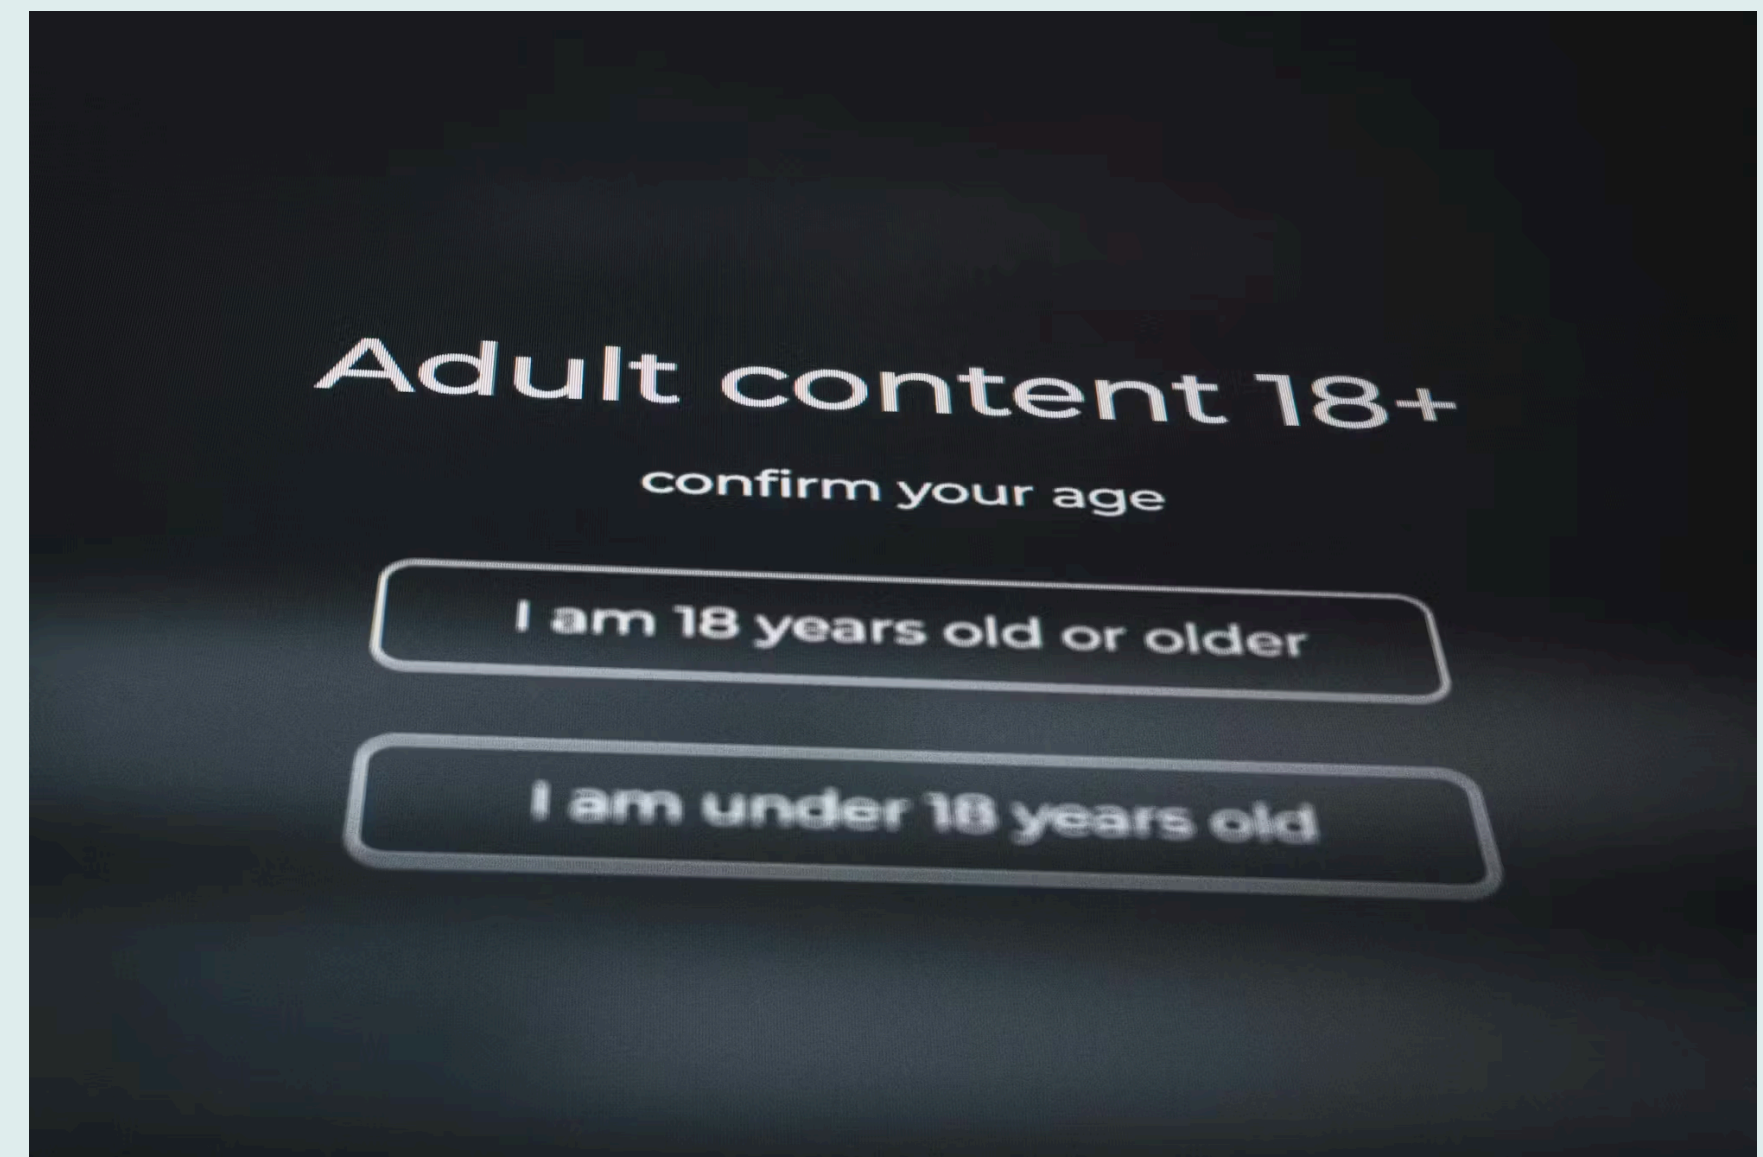 Adult content 18+
confirm your age
I am 18 years old or older
I am under 18 years old